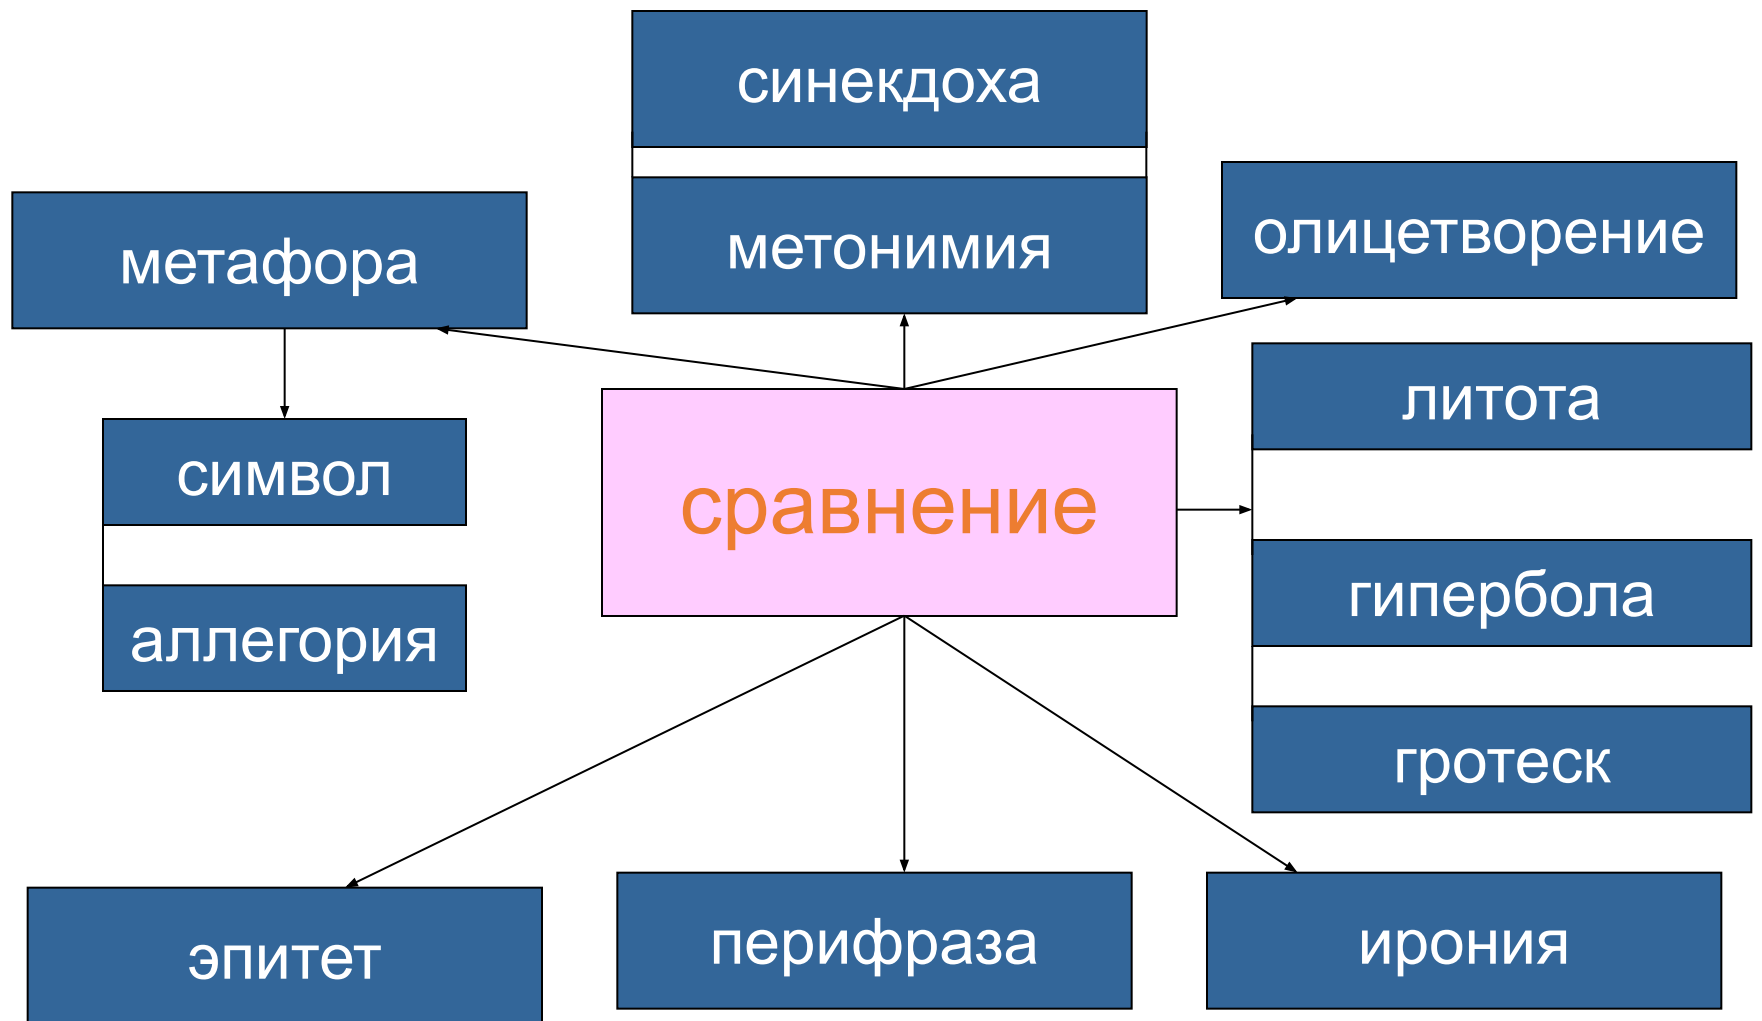 синекдоха
метонимия
олицетворение
метафора
литота
символ
сравнение
гипербола
аллегория
гротеск
эпитет
перифраза
ирония